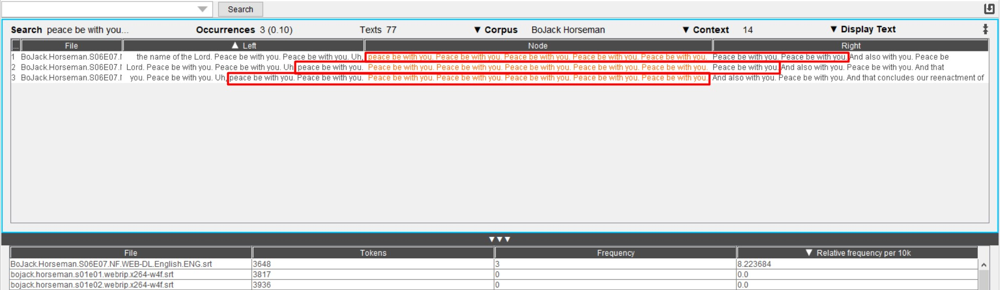 Search
Search peace be with you... Occurrences 3 (0.10) Texts 77 ▼ Corpus BoJack Horseman ▼ Context 14 ▼ Display Text
... File ▲ Left Node Right
1 BoJack.Horseman.S06E07. the name of the Lord. Peace be with you. Peace be with you. Uh, peace be with you. Peace be with you. Peace be with you. Peace be with you. Peace be with you. Peace be with you. Peace be with you. And also with you. Peace be
2 BoJack.Horseman.S06E07. Lord. Peace be with you. Peace be with you. Uh, peace be with you. Peace be with you. Peace be with you. Peace be with you. Peace be with you. Peace be with you. Peace be with you. And also with you. Peace be with you. And that
3 BoJack.Horseman.S06E07. you. Peace be with you. Uh, peace be with you. Peace be with you. Peace be with you. Peace be with you. Peace be with you. Peace be with you. Peace be with you. And also with you. Peace be with you. And that concludes our reenactment of
▼▼▼
File Tokens Frequency ▼ Relative frequency per 10k
BoJack.Horseman.S06E07.NF.WEB-DL.English.ENG.srt 3648 3 8.223684
bojack.horseman.s01e01.webrip.x264-w4f.srt 3817 0 0.0
bojack.horseman.s01e02.webrip.x264-w4f.srt 3936 0 0.0